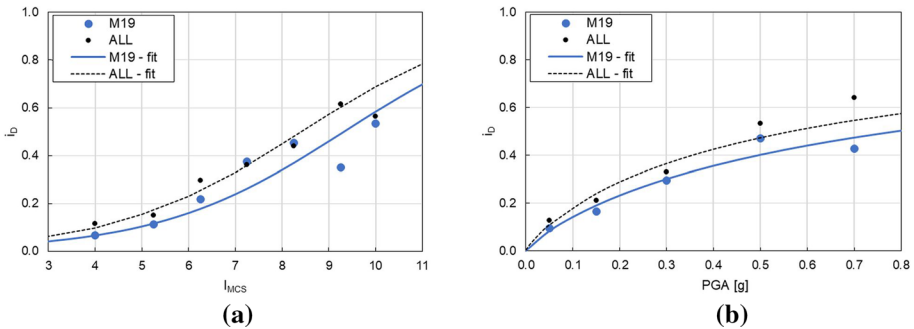 1.0
M19
ALL
M19 - fit
ALL - fit
0.8
0.6
0.4
0.2
0.0
i_D
3 4 5 6 7 8 9 10 11
I_MCS
(a)
1.0
M19
ALL
M19 - fit
ALL - fit
0.8
0.6
0.4
0.2
0.0
i_D
0.0 0.1 0.2 0.3 0.4 0.5 0.6 0.7 0.8
PGA [g]
(b)